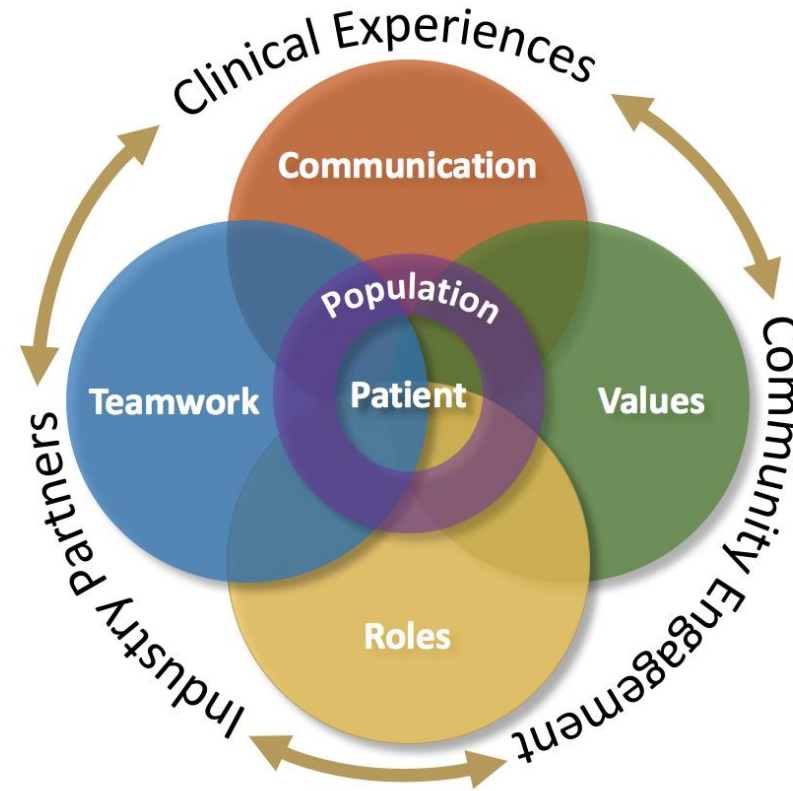 Clinical Experiences
Communication
Population
Teamwork
Patient
Values
Roles
Industry Partners
Community Engagement